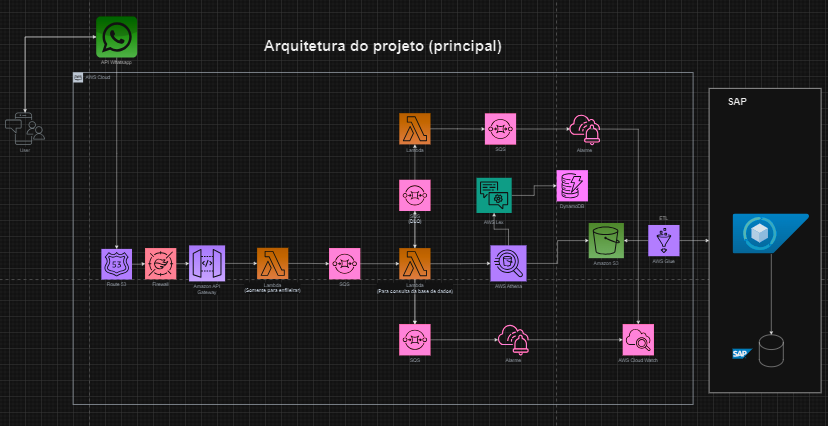 Arquitetura do projeto (principal)
API Whatsapp
AWS Cloud
SAP
User
Lambda
SQS
Alarme
(DLQ)
AWS Lex
DynamoDB
ETL
53
Route 53
Firewall
Amazon API
Gateway
Lambda
(Somente para enfileirar)
SQS
Lambda
(Para consulta da base de dados)
AWS Athena
Amazon S3
AWS Glue
SQS
Alarme
AWS Cloud Watch
SAP